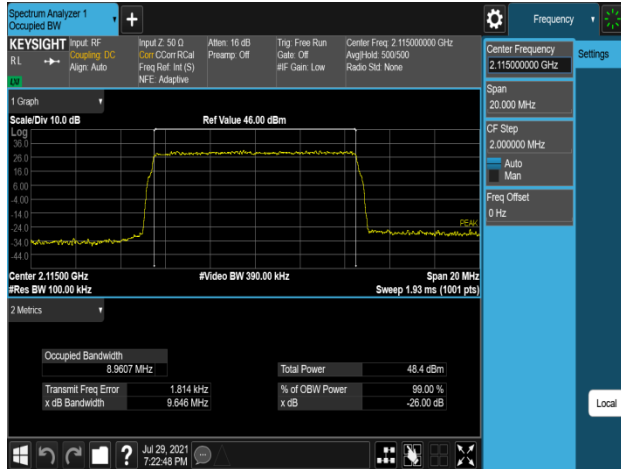 Spectrum Analyzer 1
Occupied BW
Frequency
KEYSIGHT
RL
Input: RF
Coupling: DC
Align: Auto
Input Z: 50 Ω
Corr CCorr RCal
Freq Ref: Int (S)
NFE: Adaptive
Atten: 16 dB
Preamp: Off
Trig: Free Run
Gate: Off
#IF Gain: Low
Center Freq: 2.115000000 GHz
Avg|Hold: 500/500
Radio Std: None
Center Frequency
2.115000000 GHz
Settings
Span
20.000 MHz
CF Step
2.000000 MHz
Auto
Man
Freq Offset
0 Hz
Local
1 Graph
Scale/Div 10.0 dB
Ref Value 46.00 dBm
Log
36.0
26.0
16.0
6.00
-4.00
-14.0
-24.0
-34.0
-44.0
PEAK
Center 2.11500 GHz
#Video BW 390.00 kHz
Span 20 MHz
#Res BW 100.00 kHz
Sweep 1.93 ms (1001 pts)
2 Metrics
Occupied Bandwidth
8.9607 MHz
Total Power
48.4 dBm
Transmit Freq Error
1.814 kHz
% of OBW Power
99.00 %
x dB Bandwidth
9.646 MHz
x dB
-26.00 dB
?
Jul 29, 2021
7:22:48 PM